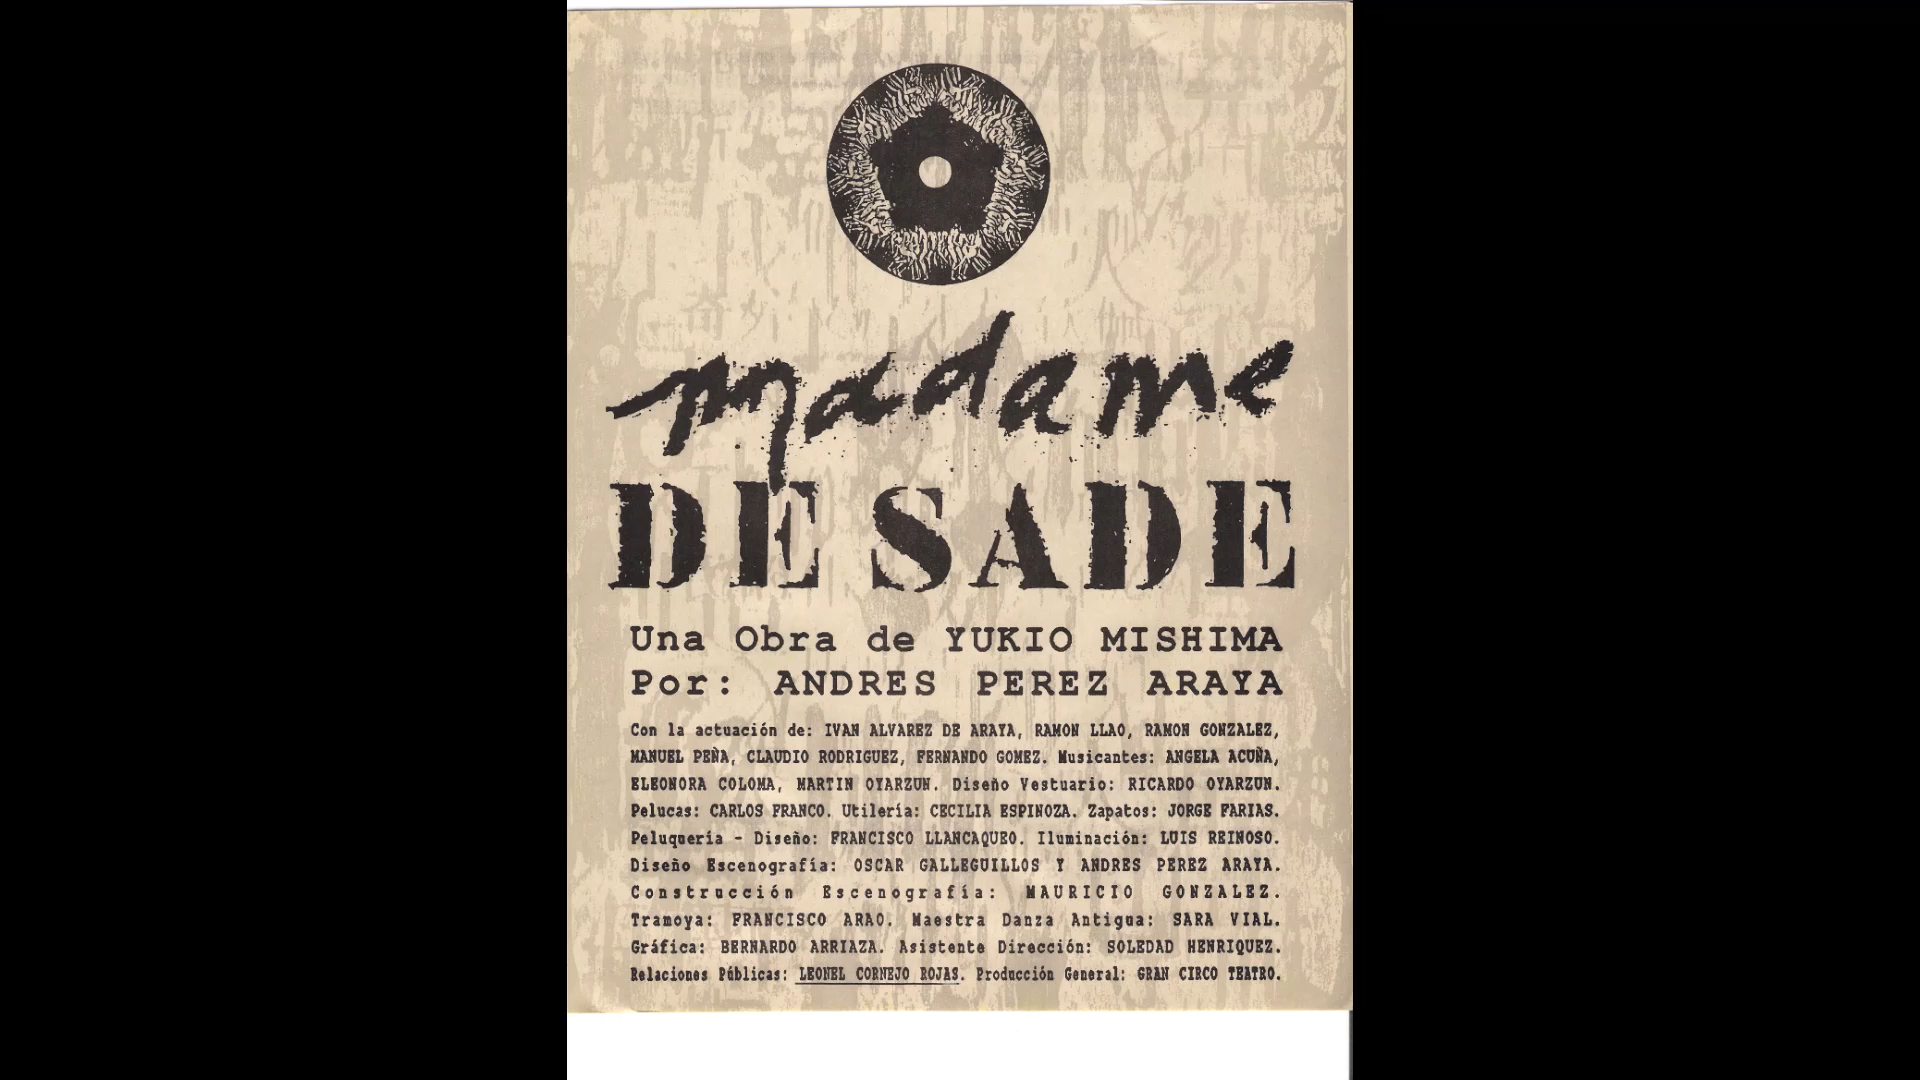 madame
DE SADE
Una Obra de YUKIO MISHIMA
Por: ANDRES PEREZ ARAYA
Con la actuación de: IVAN ALVAREZ DE ARAYA, RAMON LLAO, RAMON GONZALEZ,
MANUEL PEÑA, CLAUDIO RODRIGUEZ, FERNANDO GOMEZ. Musicantes: ANGELA ACUÑA,
ELEONORA COLOMA, MARTIN OYARZUN. Diseño Vestuario: RICARDO OYARZUN.
Pelucas: CARLOS FRANCO. Utilería: CECILIA ESPINOZA. Zapatos: JORGE FARIAS.
Peluquería - Diseño: FRANCISCO LLANCAQUEO. Iluminación: LUIS REINOSO.
Diseño Escenografía: OSCAR GALLEGUILLOS Y ANDRES PEREZ ARAYA.
Construcción Escenografía: MAURICIO GONZALEZ.
Tramoya: FRANCISCO ARAO. Maestra Danza Antigua: SARA VIAL.
Gráfica: BERNARDO ARRIAZA. Asistente Dirección: SOLEDAD HENRIQUEZ.
Relaciones Públicas: LEONEL CORNEJO ROJAS. Producción General: GRAN CIRCO TEATRO.